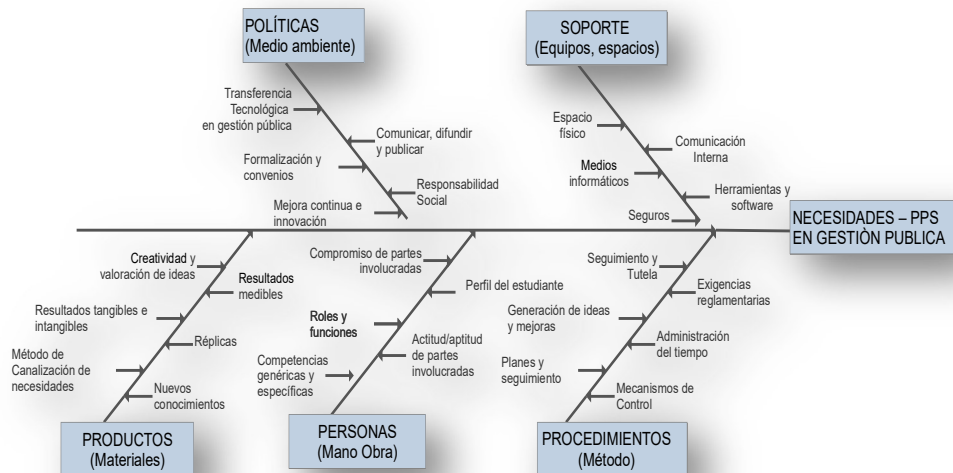 POLÍTICAS
(Medio ambiente)
SOPORTE
(Equipos, espacios)
Transferencia
Tecnológica
en gestión pública
Comunicar, difundir
y publicar
Formalización y
convenios
Responsabilidad
Social
Mejora continua e
innovación
Espacio
físico
Comunicación
Interna
Medios
informáticos
Herramientas y
software
Seguros
NECESIDADES – PPS
EN GESTIÒN PUBLICA
Creatividad y
valoración de ideas
Resultados
medibles
Resultados tangibles e
intangibles
Réplicas
Método de
Canalización de
necesidades
Nuevos
conocimientos
PRODUCTOS
(Materiales)
Compromiso de partes
involucradas
Perfil del estudiante
Roles y
funciones
Actitud/aptitud
de partes
involucradas
Competencias
genéricas y
específicas
PERSONAS
(Mano Obra)
Seguimiento y
Tutela
Exigencias
reglamentarias
Generación de ideas
y mejoras
Administración
del tiempo
Planes y
seguimiento
Mecanismos de
Control
PROCEDIMIENTOS
(Método)